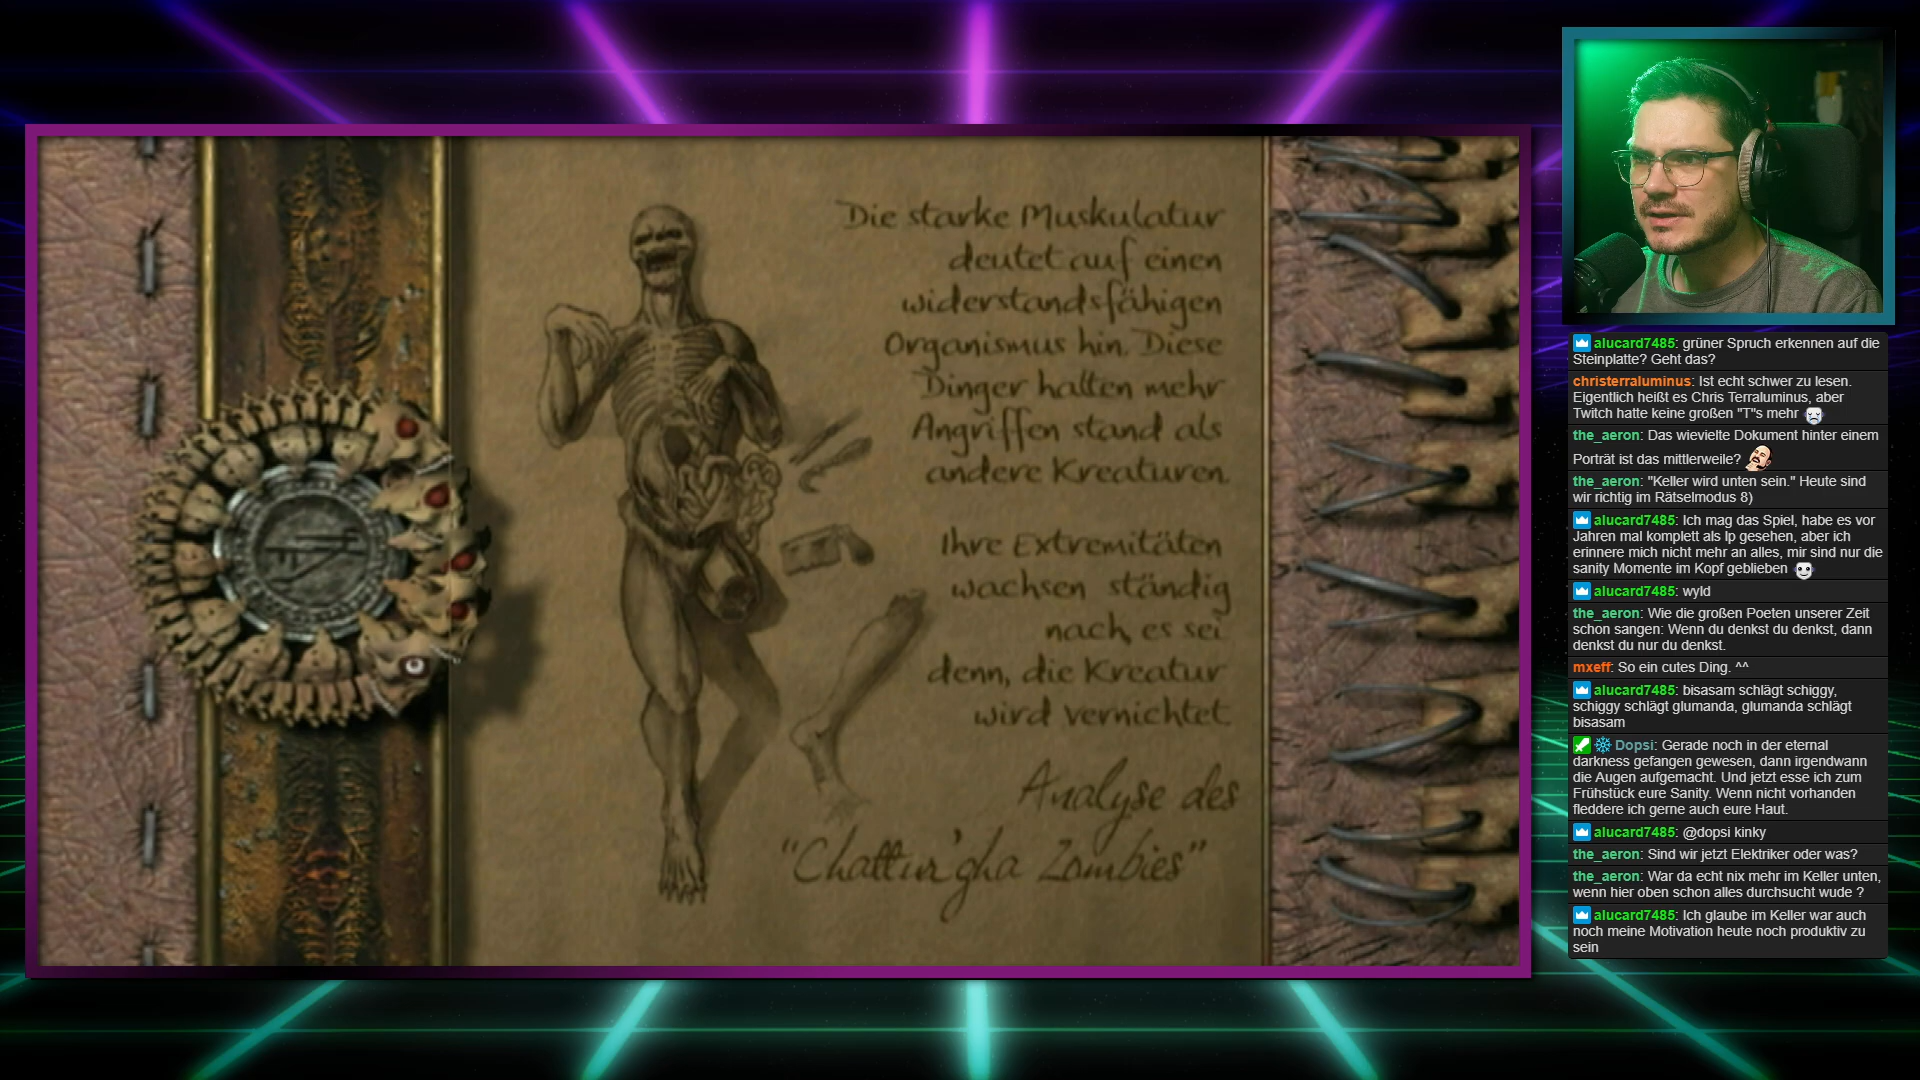 Die starke Muskulatur
deutet auf einen
widerstandsfähigen
Organismus hin. Diese
Dinger halten mehr
Angriffen stand als
andere Kreaturen.
Ihre Extremitäten
wachsen ständig
nach, es sei
denn, die Kreatur
wird vernichtet.
Analyse des
"Chattur'gha Zombies"
alucard7485: grüner Spruch erkennen auf die
Steinplatte? Geht das?
christerraluminus: Ist echt schwer zu lesen.
Eigentlich heißt es Chris Terraluminus, aber
Twitch hatte keine großen "T"s mehr
the_aeron: Das wievielte Dokument hinter einem
Porträt ist das mittlerweile?
the_aeron: "Keller wird unten sein." Heute sind
wir richtig im Rätselmodus 8)
alucard7485: Ich mag das Spiel, habe es vor
Jahren mal komplett als lp gesehen, aber ich
erinnere mich nicht mehr an alles, mir sind nur die
sanity Momente im Kopf geblieben
alucard7485: wyld
the_aeron: Wie die großen Poeten unserer Zeit
schon sangen: Wenn du denkst du denkst, dann
denkst du nur du denkst.
mxeff: So ein cutes Ding. ^^
alucard7485: bisasam schlägt schiggy,
schiggy schlägt glumanda, glumanda schlägt
bisasam
Dopsi: Gerade noch in der eternal
darkness gefangen gewesen, dann irgendwann
die Augen aufgemacht. Und jetzt esse ich zum
Frühstück eure Sanity. Wenn nicht vorhanden
fleddere ich gerne auch eure Haut.
alucard7485: @dopsi kinky
the_aeron: Sind wir jetzt Elektriker oder was?
the_aeron: War da echt nix mehr im Keller unten,
wenn hier oben schon alles durchsucht wude ?
alucard7485: Ich glaube im Keller war auch
noch meine Motivation heute noch produktiv zu
sein